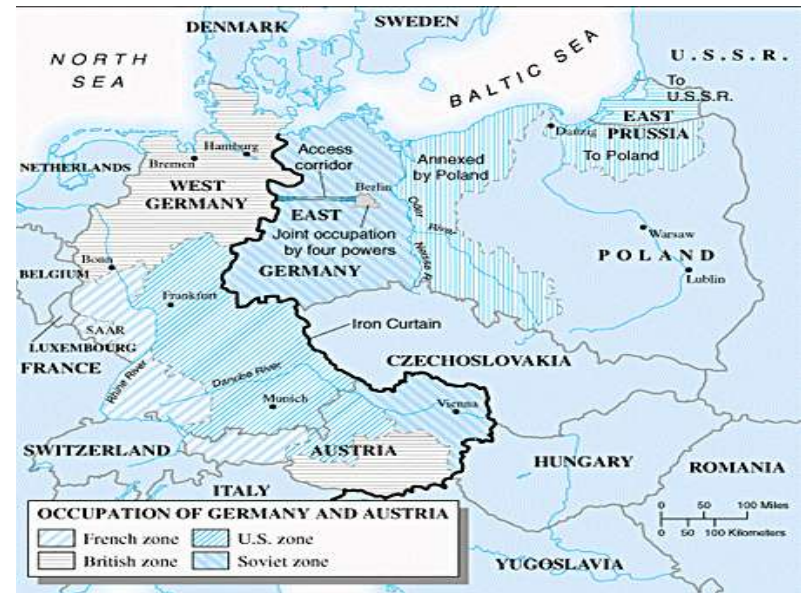 DENMARK
SWEDEN
NORTH
SEA
BALTIC SEA
U.S.S.R.
To
U.S.S.R.
EAST
PRUSSIA
To Poland
Danzig
Annexed
by Poland
Hamburg
Bremen
NETHERLANDS
WEST
GERMANY
Access
corridor
Berlin
EAST
Joint occupation
by four powers
GERMANY
Oder
River
Neisse R.
Warsaw
POLAND
Lublin
Bonn
BELGIUM
Frankfurt
SAAR
LUXEMBOURG
FRANCE
Iron Curtain
CZECHOSLOVAKIA
Rhine River
Danube River
Munich
Vienna
SWITZERLAND
AUSTRIA
HUNGARY
ROMANIA
ITALY
YUGOSLAVIA
0 50 100 Miles
0 50 100 Kilometers
OCCUPATION OF GERMANY AND AUSTRIA
French zone
U.S. zone
British zone
Soviet zone